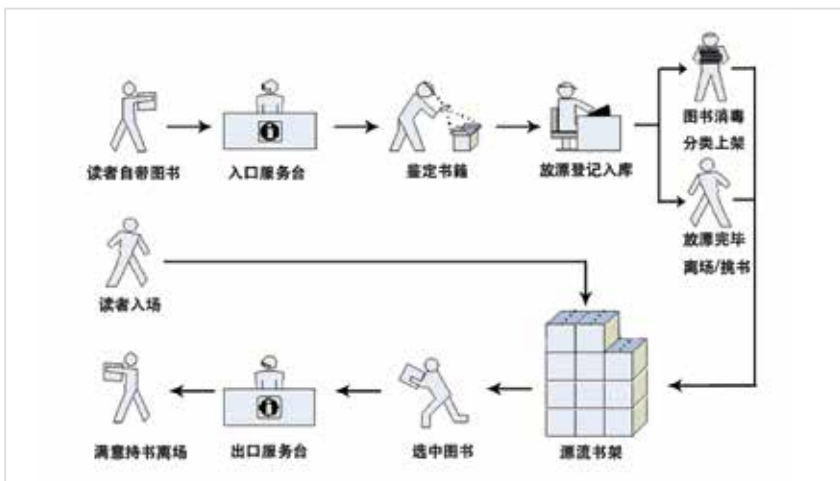 读者自带图书
入口服务台
鉴定书籍
放漂登记入库
图书消毒
分类上架
放漂完毕
离场/挑书
读者入场
满意持书离场
出口服务台
选中图书
漂流书架